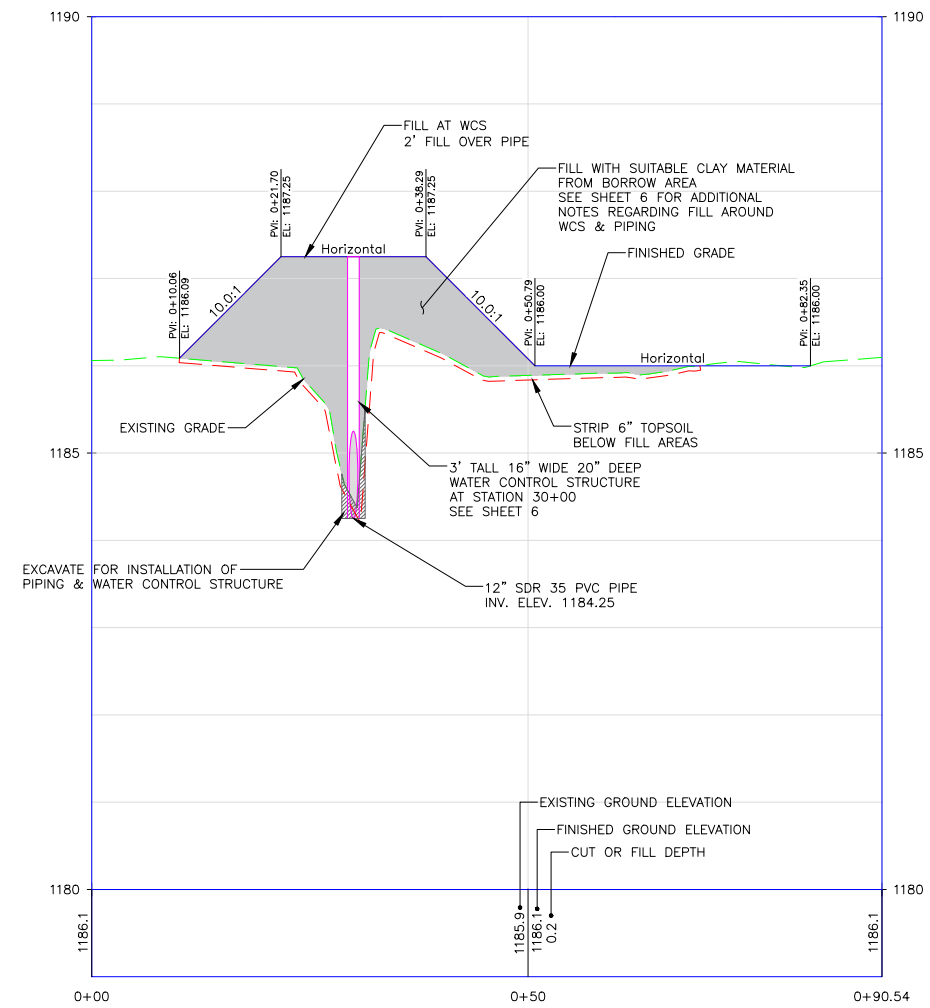 1190
1190
FILL AT WCS
2' FILL OVER PIPE
FILL WITH SUITABLE CLAY MATERIAL
FROM BORROW AREA
SEE SHEET 6 FOR ADDITIONAL
NOTES REGARDING FILL AROUND
WCS & PIPING
PVI: 0+21.70
EL: 1187.25
PVI: 0+38.29
EL: 1187.25
Horizontal
FINISHED GRADE
PVI: 0+10.06
EL: 1186.09
10.0:1
10.0:1
PVI: 0+50.79
EL: 1186.00
PVI: 0+82.35
EL: 1186.00
Horizontal
EXISTING GRADE
STRIP 6" TOPSOIL
BELOW FILL AREAS
1185
1185
3' TALL 16" WIDE 20" DEEP
WATER CONTROL STRUCTURE
AT STATION 30+00
SEE SHEET 6
EXCAVATE FOR INSTALLATION OF
PIPING & WATER CONTROL STRUCTURE
12" SDR 35 PVC PIPE
INV. ELEV. 1184.25
EXISTING GROUND ELEVATION
FINISHED GROUND ELEVATION
CUT OR FILL DEPTH
1180
1180
1186.1
1185.9
1186.1
0.2
1186.1
0+00
0+50
0+90.54